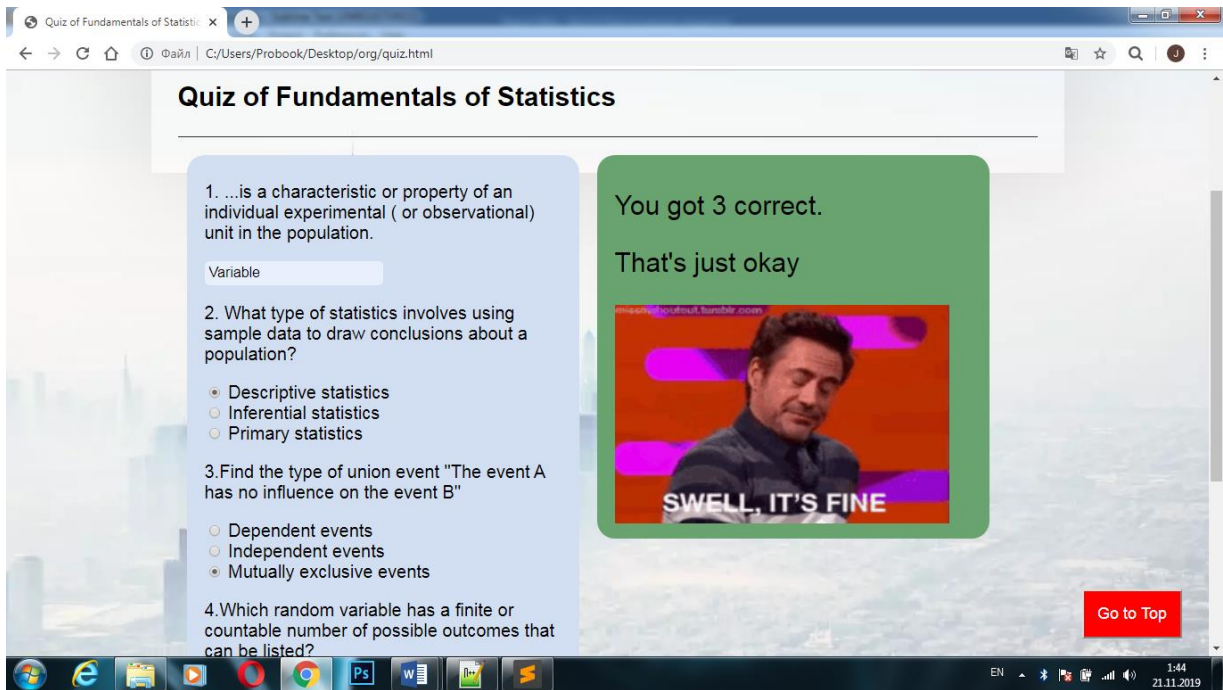 Quiz of Fundamentals of Statistic
Файл
C:/Users/Probook/Desktop/org/quiz.html
J
Quiz of Fundamentals of Statistics
1. ...is a characteristic or property of an
individual experimental ( or observational)
unit in the population.
Variable
2. What type of statistics involves using
sample data to draw conclusions about a
population?
Descriptive statistics
Inferential statistics
Primary statistics
3.Find the type of union event "The event A
has no influence on the event B"
Dependent events
Independent events
Mutually exclusive events
4.Which random variable has a finite or
countable number of possible outcomes that
can be listed?
You got 3 correct.
That's just okay
SWELL, IT'S FINE
Go to Top
Ps
W
EN
1:44
21.11.2019